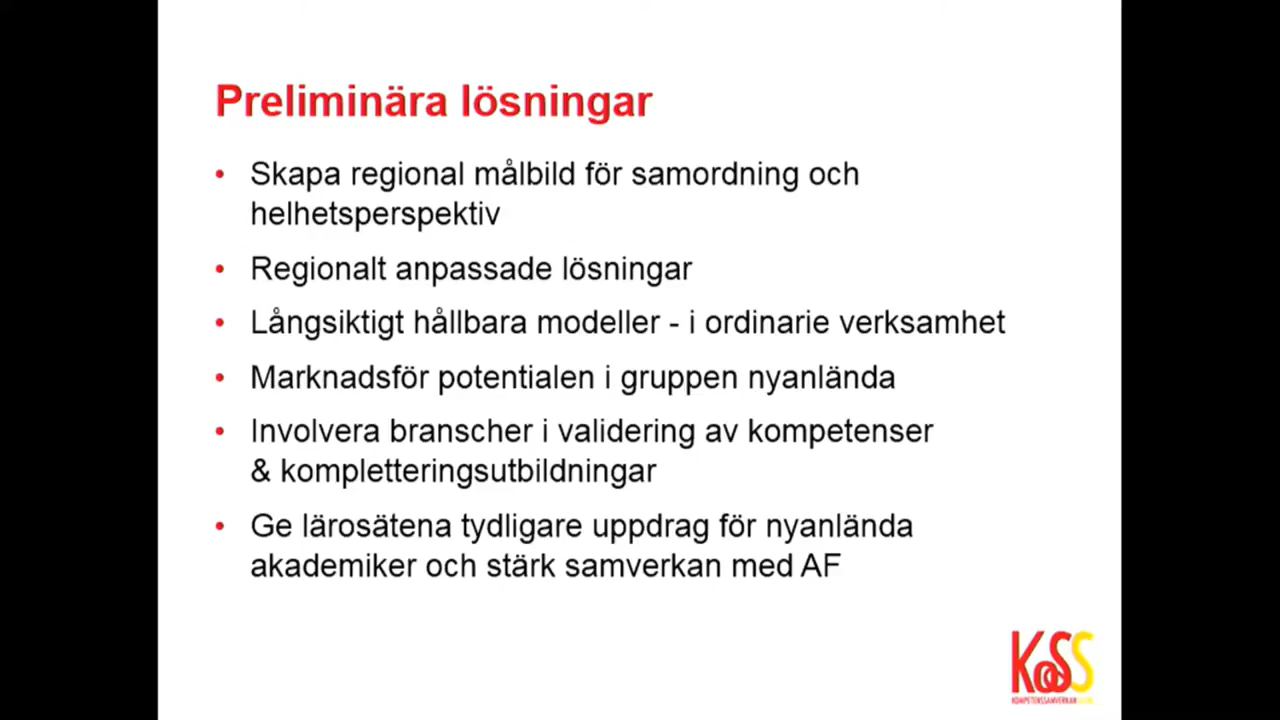 Preliminära lösningar
• Skapa regional målbild för samordning och
helhetsperspektiv
• Regionalt anpassade lösningar
• Långsiktigt hållbara modeller - i ordinarie verksamhet
• Marknadsför potentialen i gruppen nyanlända
• Involvera branscher i validering av kompetenser
& kompletteringsutbildningar
• Ge lärosätena tydligare uppdrag för nyanlända
akademiker och stärk samverkan med AF
KoSS
KOMPETENSSAMVERKAN